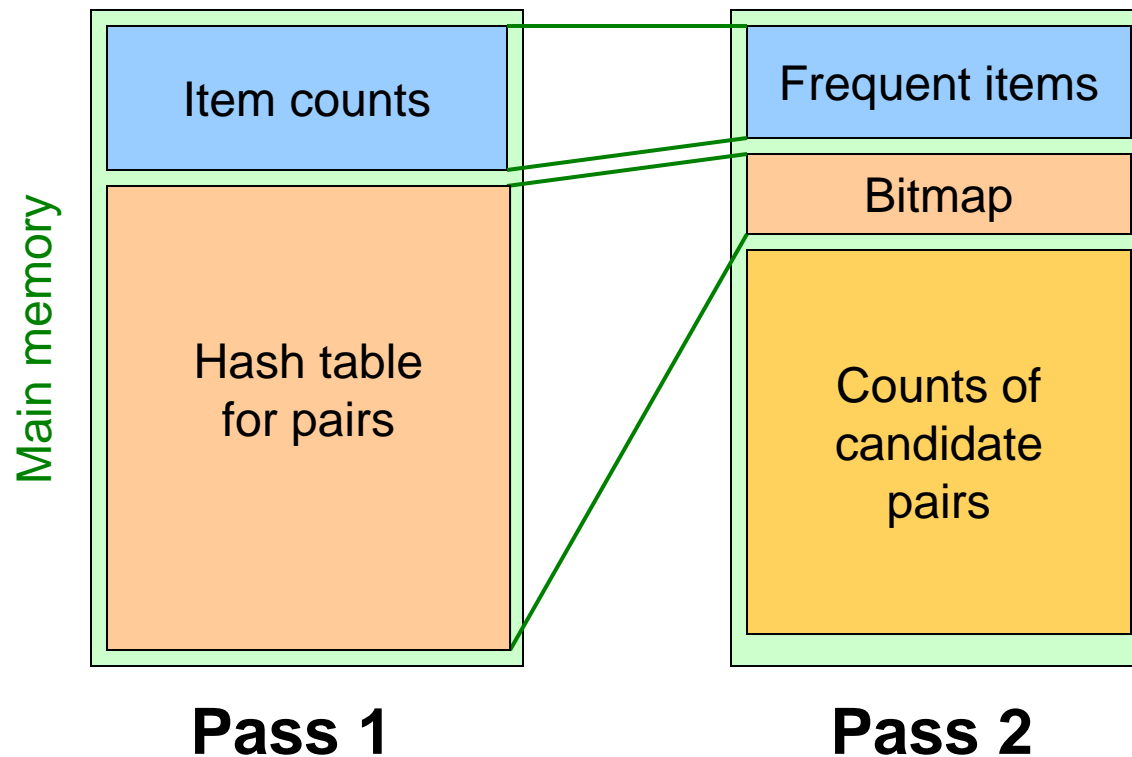 Main memory
Item counts
Hash table
for pairs
Pass 1
Frequent items
Bitmap
Counts of
candidate
pairs
Pass 2